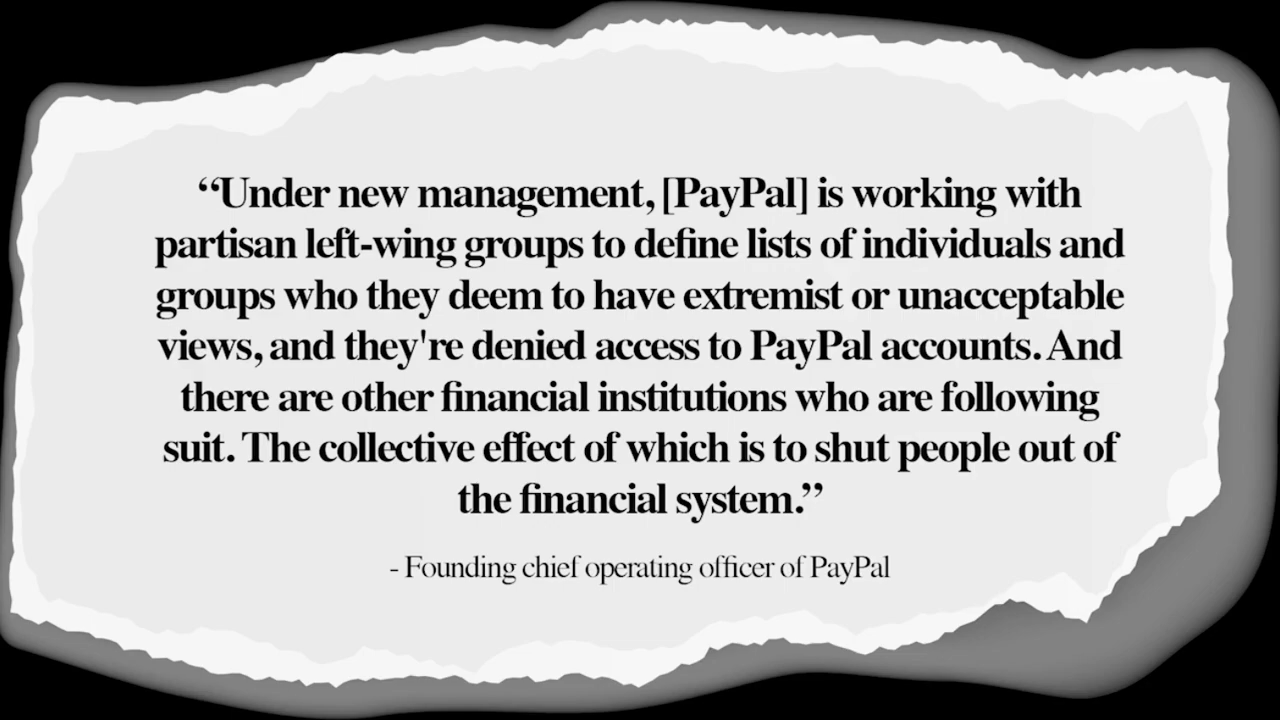 “Under new management, [PayPal] is working with
partisan left-wing groups to define lists of individuals and
groups who they deem to have extremist or unacceptable
views, and they're denied access to PayPal accounts. And
there are other financial institutions who are following
suit. The collective effect of which is to shut people out of
the financial system.”
- Founding chief operating officer of PayPal